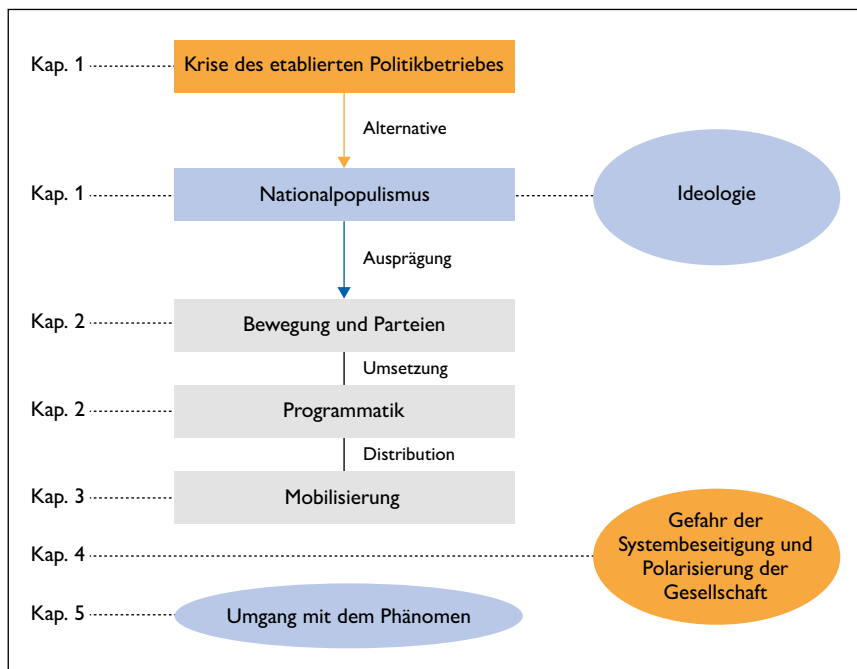 Kap. 1
Krise des etablierten Politikbetriebes
Alternative
Kap. 1
Nationalpopulismus
Ideologie
Ausprägung
Kap. 2
Bewegung und Parteien
Umsetzung
Kap. 2
Programmatik
Distribution
Kap. 3
Mobilisierung
Kap. 4
Gefahr der
Systembeseitigung und
Polarisierung der
Gesellschaft
Kap. 5
Umgang mit dem Phänomen